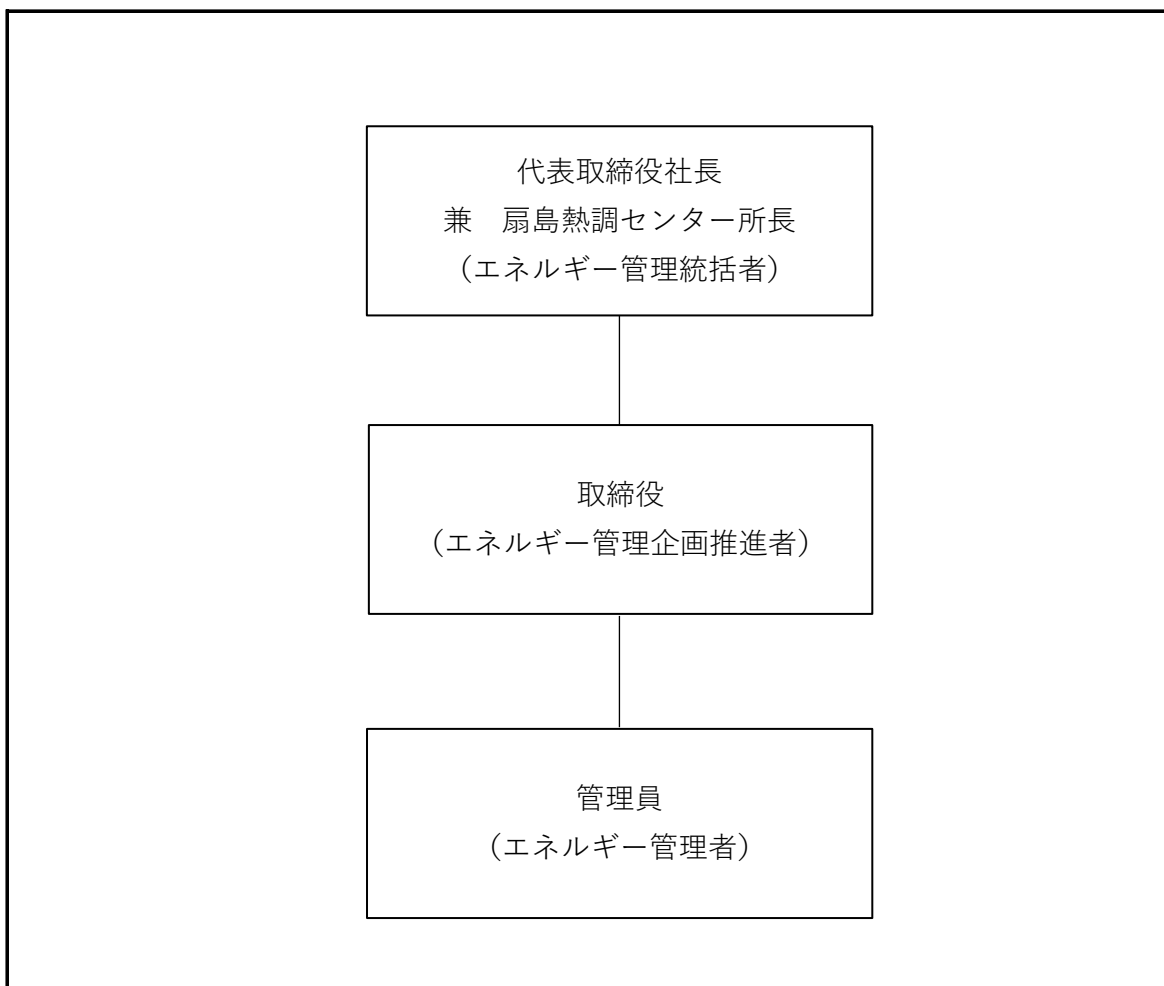 代表取締役社長
兼　扇島熱調センター所長
（エネルギー管理統括者）
取締役
（エネルギー管理企画推進者）
管理員
（エネルギー管理者）